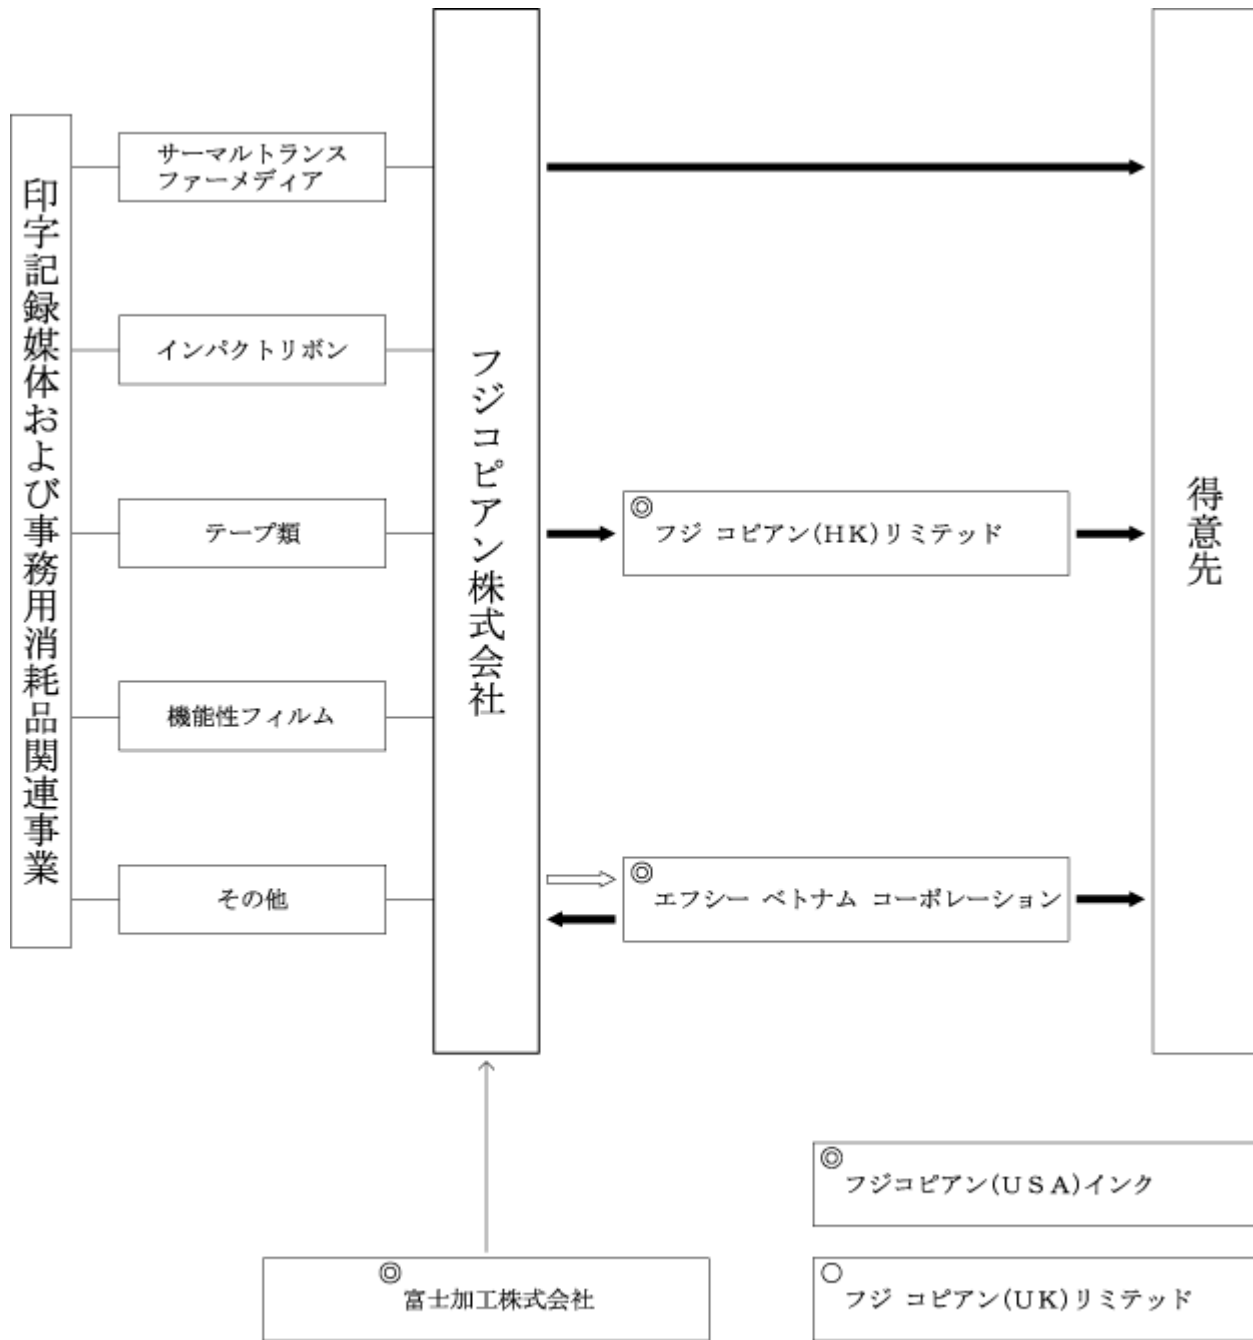 印字記録媒体および事務用消耗品関連事業
サーマルトランス
ファーメディア
インパクトリボン
テープ類
機能性フィルム
その他
フジコピアン株式会社
◎
フジ コピアン(HK)リミテッド
◎
エフシー ベトナム コーポレーション
得意先
◎
富士加工株式会社
◎
フジコピアン(USA)インク
○
フジ コピアン(UK)リミテッド